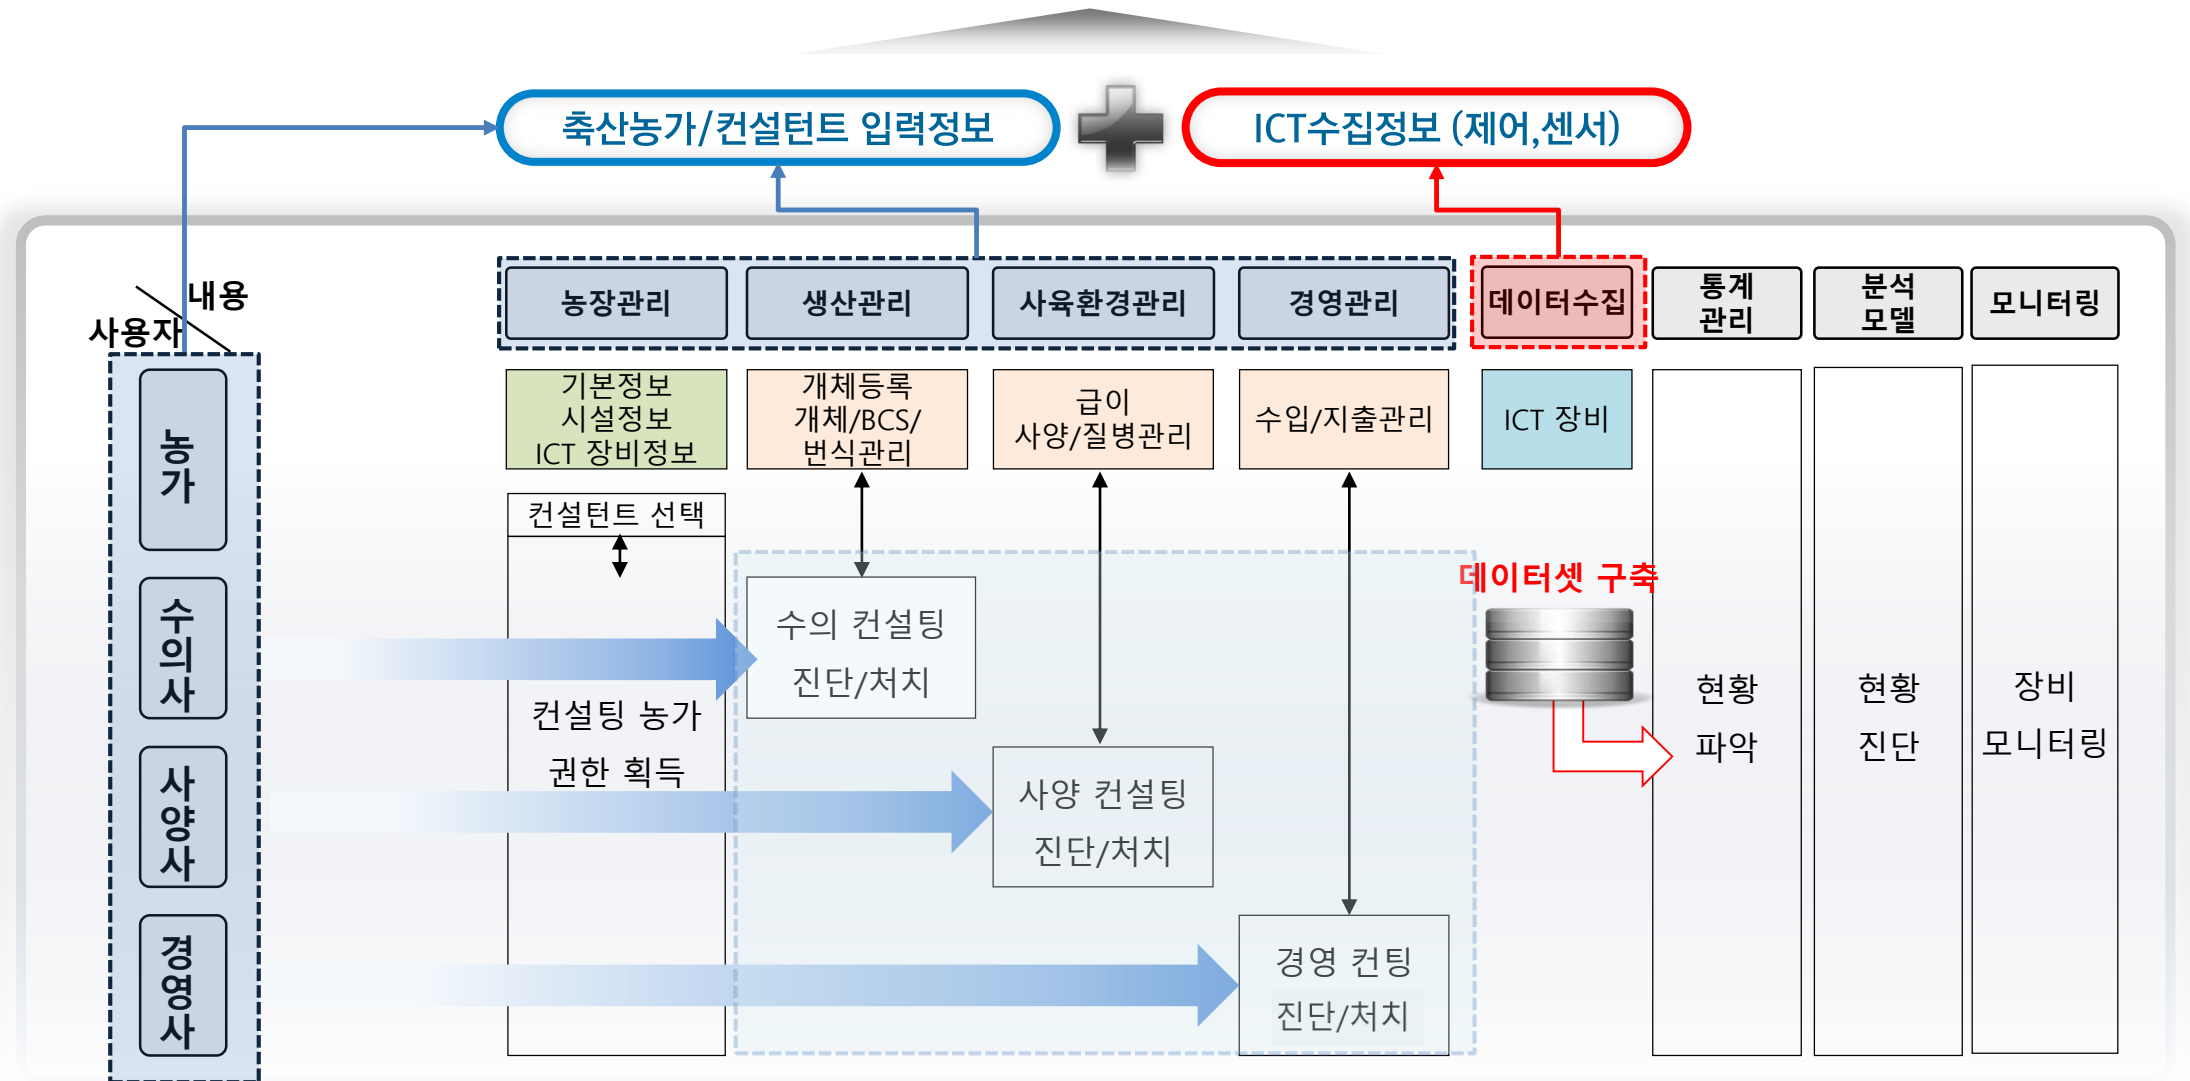 축산농가/컨설턴트 입력정보
ICT수집정보 (제어,센서)
내용
사용자
농장관리
생산관리
사육환경관리
경영관리
데이터수집
통계
관리
분석
모델
모니터링
농
가
수
의
사
사
양
사
경
영
사
기본정보
시설정보
ICT 장비정보
개체등록
개체/BCS/
번식관리
급이
사양/질병관리
수입/지출관리
ICT 장비
컨설턴트 선택
컨설팅 농가
권한 획득
수의 컨설팅
진단/처치
사양 컨설팅
진단/처치
경영 컨팅
진단/처치
데이터셋 구축
현황
파악
현황
진단
장비
모니터링